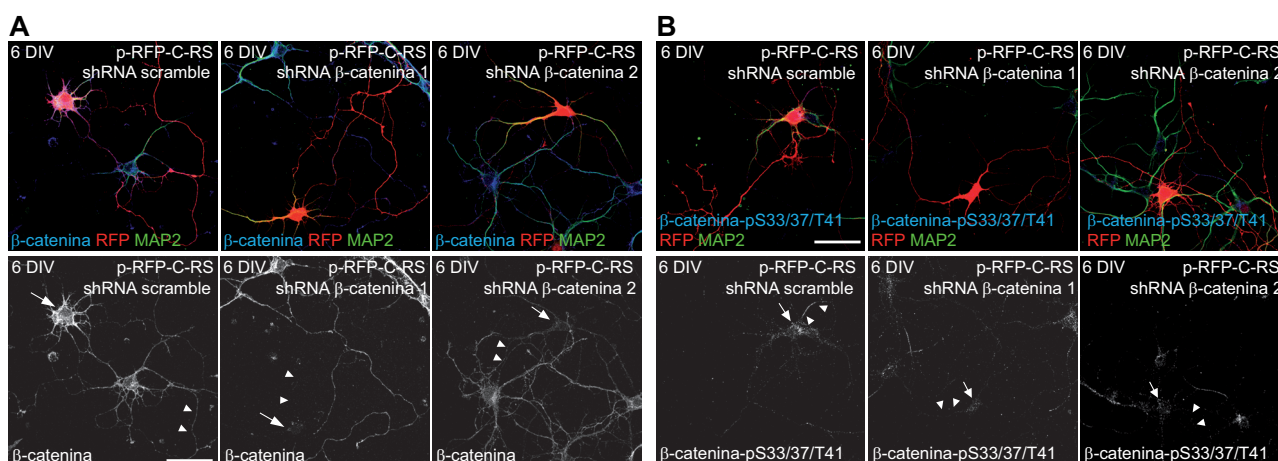 A
6 DIV p-RFP-C-RS
shRNA scramble
β-catenina RFP MAP2
6 DIV p-RFP-C-RS
shRNA β-catenina 1
β-catenina RFP MAP2
6 DIV p-RFP-C-RS
shRNA β-catenina 2
β-catenina RFP MAP2
6 DIV p-RFP-C-RS
shRNA scramble
β-catenina
6 DIV p-RFP-C-RS
shRNA β-catenina 1
β-catenina
6 DIV p-RFP-C-RS
shRNA β-catenina 2
β-catenina
B
6 DIV p-RFP-C-RS
shRNA scramble
β-catenina-pS33/37/T41
RFP MAP2
6 DIV p-RFP-C-RS
shRNA β-catenina 1
β-catenina-pS33/37/T41
RFP MAP2
6 DIV p-RFP-C-RS
shRNA β-catenina 2
β-catenina-pS33/37/T41
RFP MAP2
6 DIV p-RFP-C-RS
shRNA scramble
β-catenina-pS33/37/T41
6 DIV p-RFP-C-RS
shRNA β-catenina 1
β-catenina-pS33/37/T41
6 DIV p-RFP-C-RS
shRNA β-catenina 2
β-catenina-pS33/37/T41